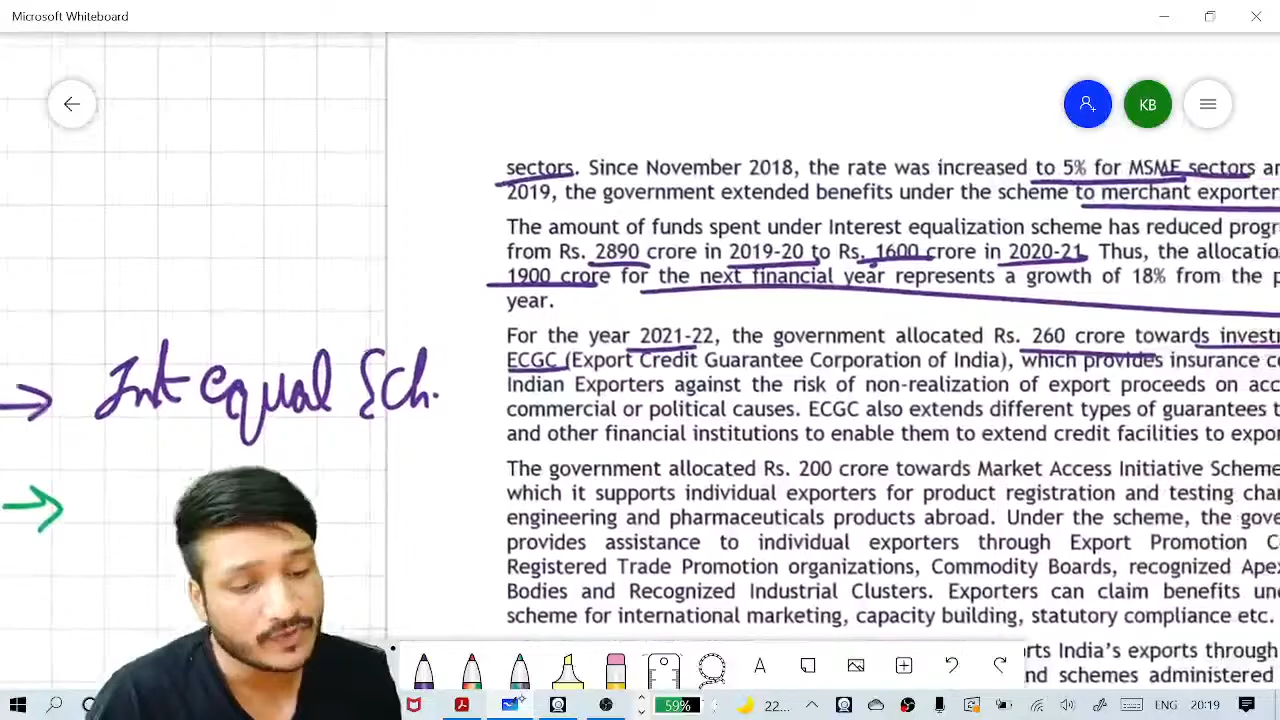 Microsoft Whiteboard
KB
sectors. Since November 2018, the rate was increased to 5% for MSME sectors an
2019, the government extended benefits under the scheme to merchant exporter
The amount of funds spent under Interest equalization scheme has reduced progr
from Rs. 2890 crore in 2019-20 to Rs. 1600 crore in 2020-21. Thus, the allocatio
1900 crore for the next financial year represents a growth of 18% from the p
year.
For the year 2021-22, the government allocated Rs. 260 crore towards investi
ECGC (Export Credit Guarantee Corporation of India), which provides insurance c
Indian Exporters against the risk of non-realization of export proceeds on acc
commercial or political causes. ECGC also extends different types of guarantees t
and other financial institutions to enable them to extend credit facilities to expo
Int equal Sch.
The government allocated Rs. 200 crore towards Market Access Initiative Scheme
which it supports individual exporters for product registration and testing char
engineering and pharmaceuticals products abroad. Under the scheme, the gove
provides assistance to individual exporters through Export Promotion C
Registered Trade Promotion organizations, Commodity Boards, recognized Apex
Bodies and Recognized Industrial Clusters. Exporters can claim benefits und
scheme for international marketing, capacity building, statutory compliance etc.
rts India's exports through
nd schemes administered
59% 22... ENG 20:19